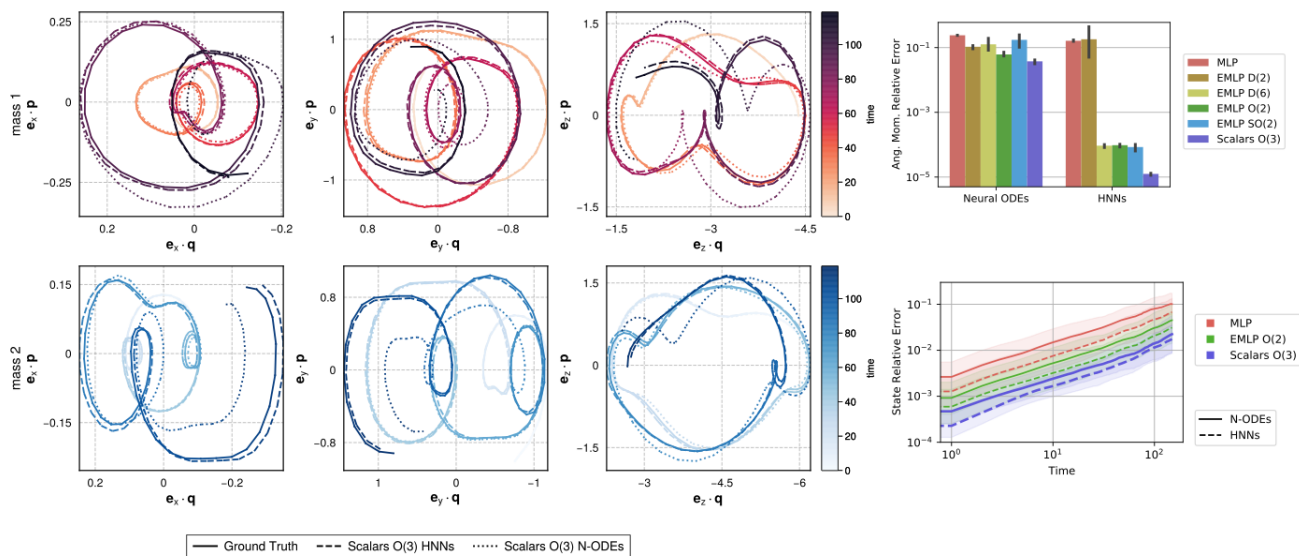 mass 1
e_x · p
0.25
0
-0.25
0.2
0
-0.2
e_x · q
e_y · p
1
0
-1
0.8
0.4
0
-0.4
-0.8
e_y · q
e_z · p
1.5
0
-1.5
-1.5
-3
-4.5
e_z · q
100
80
60
40
20
0
time
Ang. Mom. Relative Error
10⁻¹
10⁻³
10⁻⁵
Neural ODEs
HNNs
MLP
EMLP D(2)
EMLP D(6)
EMLP O(2)
EMLP SO(2)
Scalars O(3)
mass 2
e_x · p
0.15
0
-0.15
0.2
0
-0.2
e_x · q
e_y · p
0.8
0
-0.8
1
0
-1
e_y · q
e_z · p
1.5
0
-1.5
-3
-4.5
-6
e_z · q
100
80
60
40
20
0
time
State Relative Error
10⁻¹
10⁻²
10⁻³
10⁻⁴
10⁰
10¹
10²
Time
MLP
EMLP O(2)
Scalars O(3)
N-ODEs
HNNs
Ground Truth
Scalars O(3) HNNs
Scalars O(3) N-ODEs